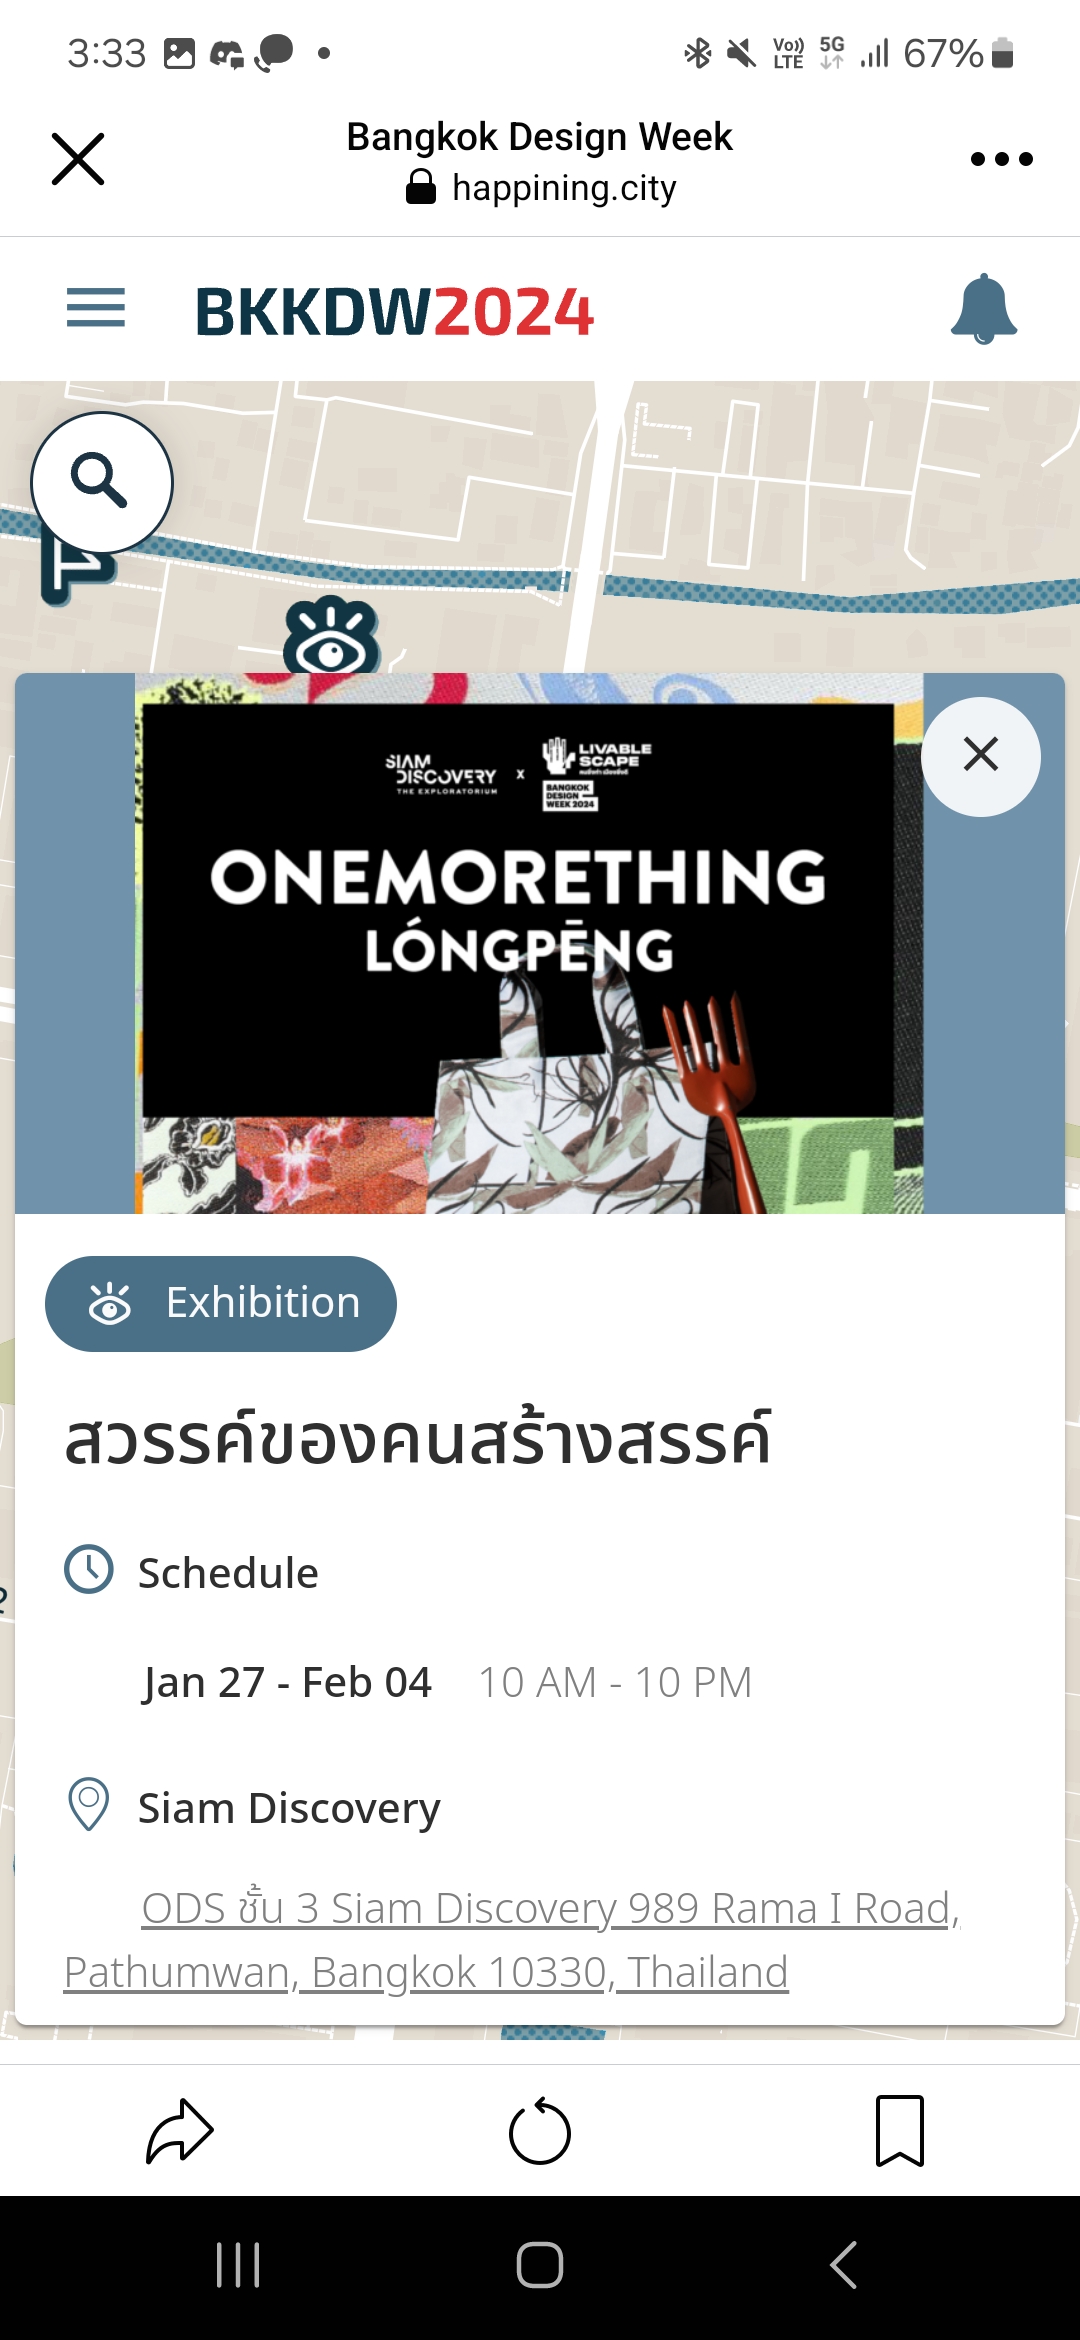 3:33
Vo)) LTE 5G 67%
Bangkok Design Week
happining.city
BKKDW2024
SIAM
DISCOVERY
THE EXPLORATORIUM
x
LIVABLE
SCAPE
BANGKOK
DESIGN
WEEK 2024
ONEMORETHING
LÓNGPĒNG
Exhibition
สวรรค์ของคนสร้างสรรค์
Schedule
Jan 27 - Feb 04 10 AM - 10 PM
Siam Discovery
ODS ชั้น 3 Siam Discovery 989 Rama I Road,
Pathumwan, Bangkok 10330, Thailand